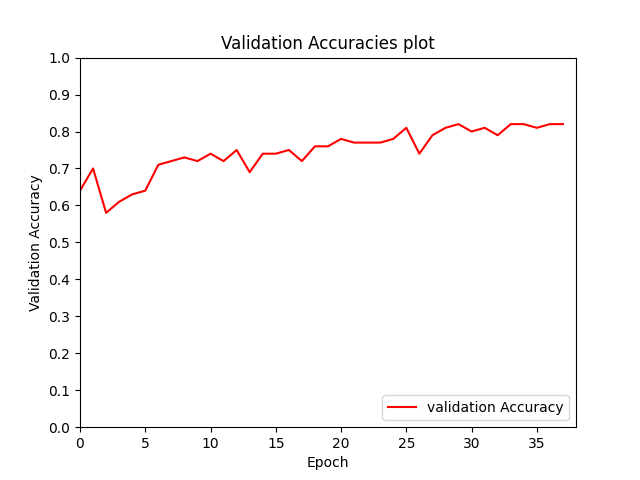 Validation Accuracies plot
1.0
0.9
0.8
0.7
0.6
0.5
0.4
0.3
0.2
0.1
0.0
Validation Accuracy
validation Accuracy
0 5 10 15 20 25 30 35
Epoch